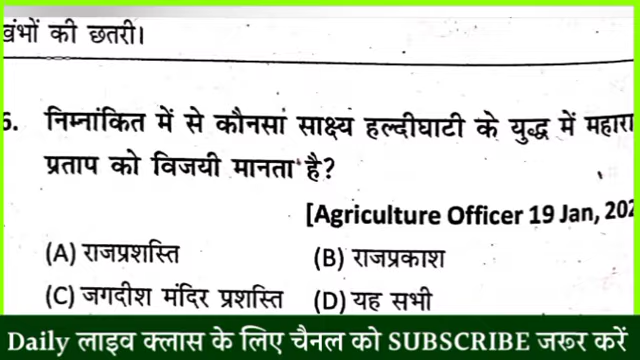 खंभों की छतरी।
6. निम्नांकित में से कौनसां साक्ष्य हल्दीघाटी के युद्ध में महारा
प्रताप को विजयी मानता है?
[Agriculture Officer 19 Jan, 202
(A) राजप्रशस्ति (B) राजप्रकाश
(C) जगदीश मंदिर प्रशस्ति (D) यह सभी
Daily लाइव क्लास के लिए चैनल को SUBSCRIBE जरूर करें